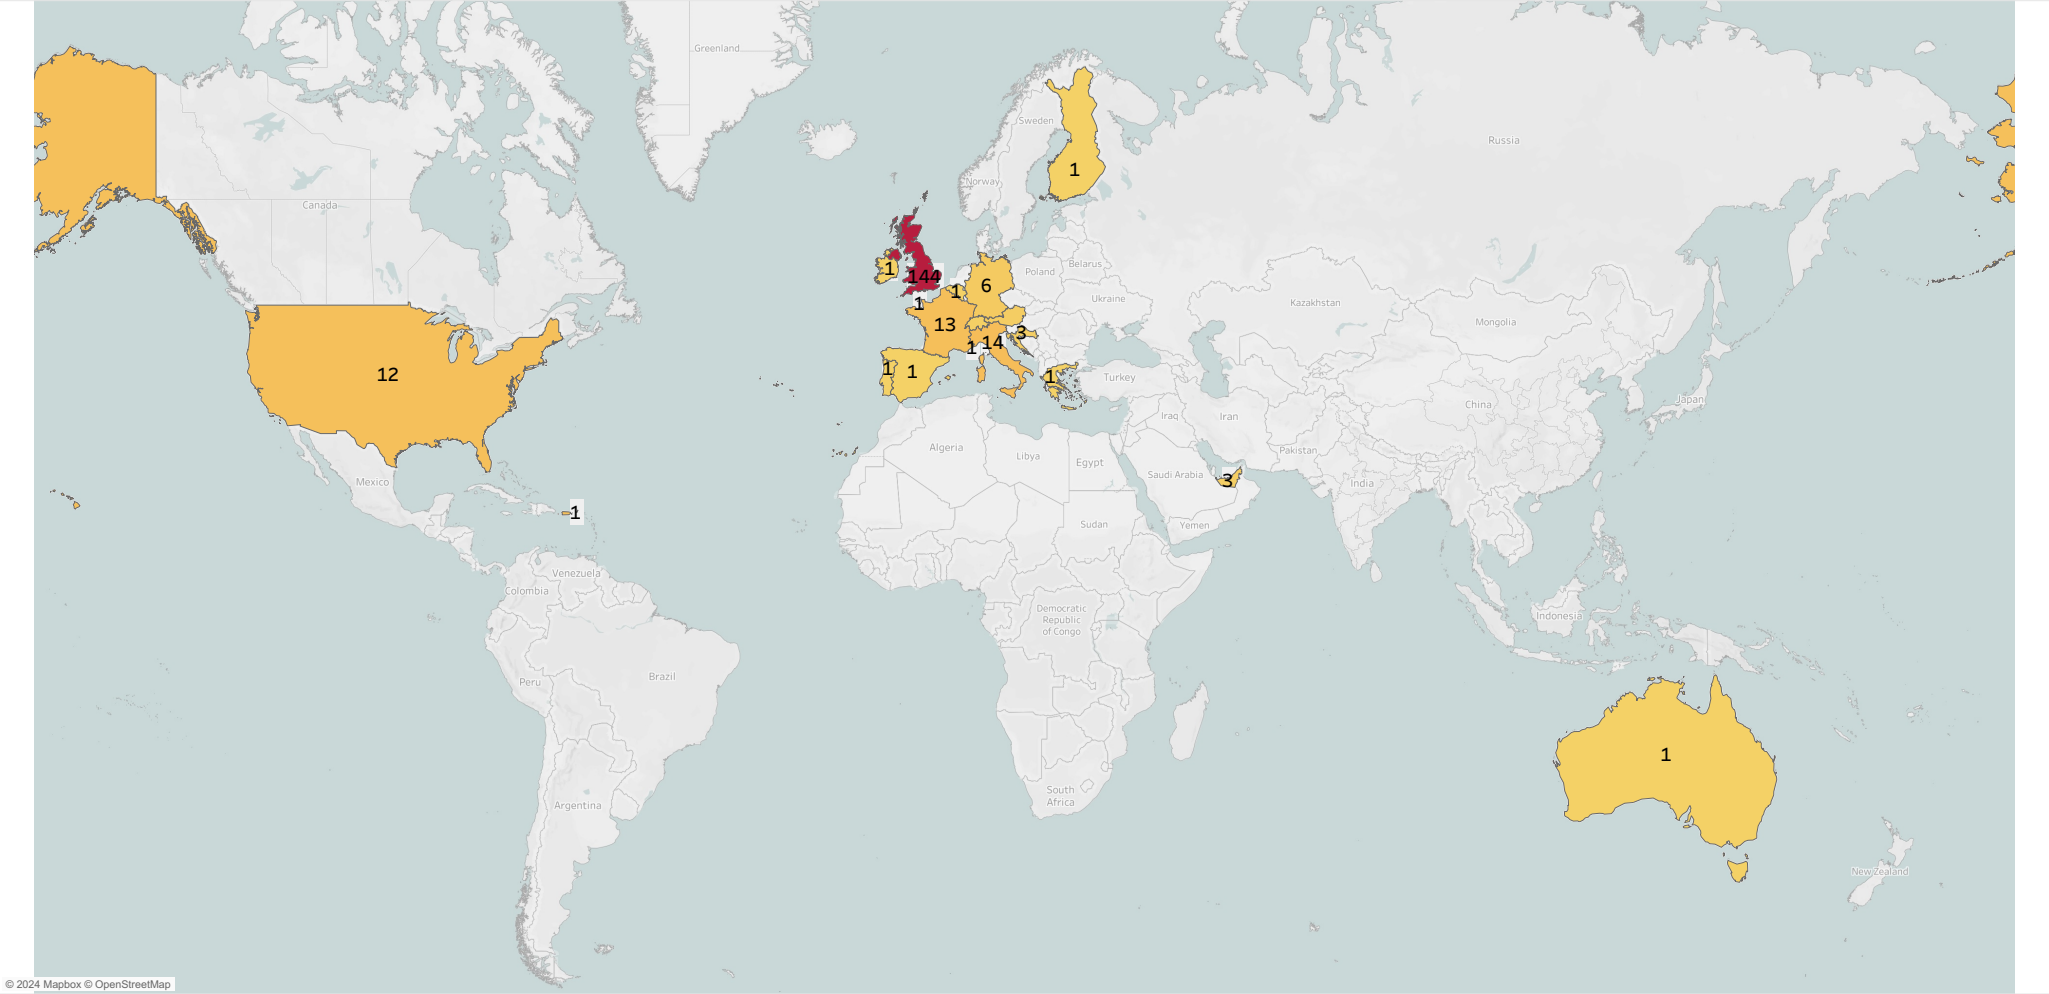 Greenland
Sweden
Russia
1
Norway
Canada
1
144
Poland
Belarus
1
6
1
Ukraine
Kazakhstan
13
Mongolia
3
14
1
12
1
1
1
Turkey
Japan
China
Iraq
Iran
Algeria
Libya
Egypt
Pakistan
Saudi Arabia
3
India
Mexico
1
Sudan
Yemen
Venezuela
Colombia
Democratic
Republic
of Congo
Indonesia
Peru
Brazil
1
South
Africa
Argentina
New Zealand
© 2024 Mapbox © OpenStreetMap